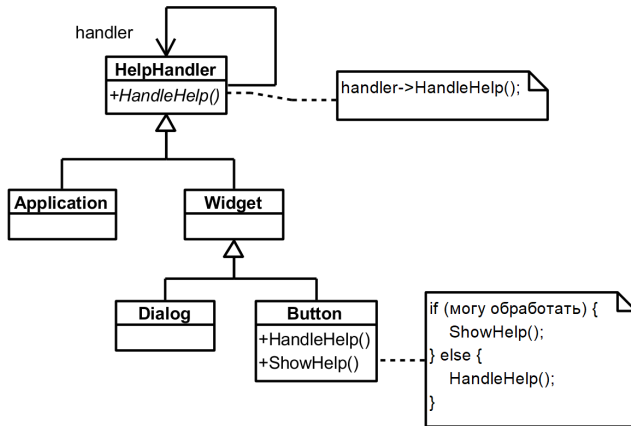 handler
HelpHandler
+HandleHelp()
handler->HandleHelp();
Application
Widget
Dialog
Button
+HandleHelp()
+ShowHelp()
if (могу обработать) {
ShowHelp();
} else {
HandleHelp();
}